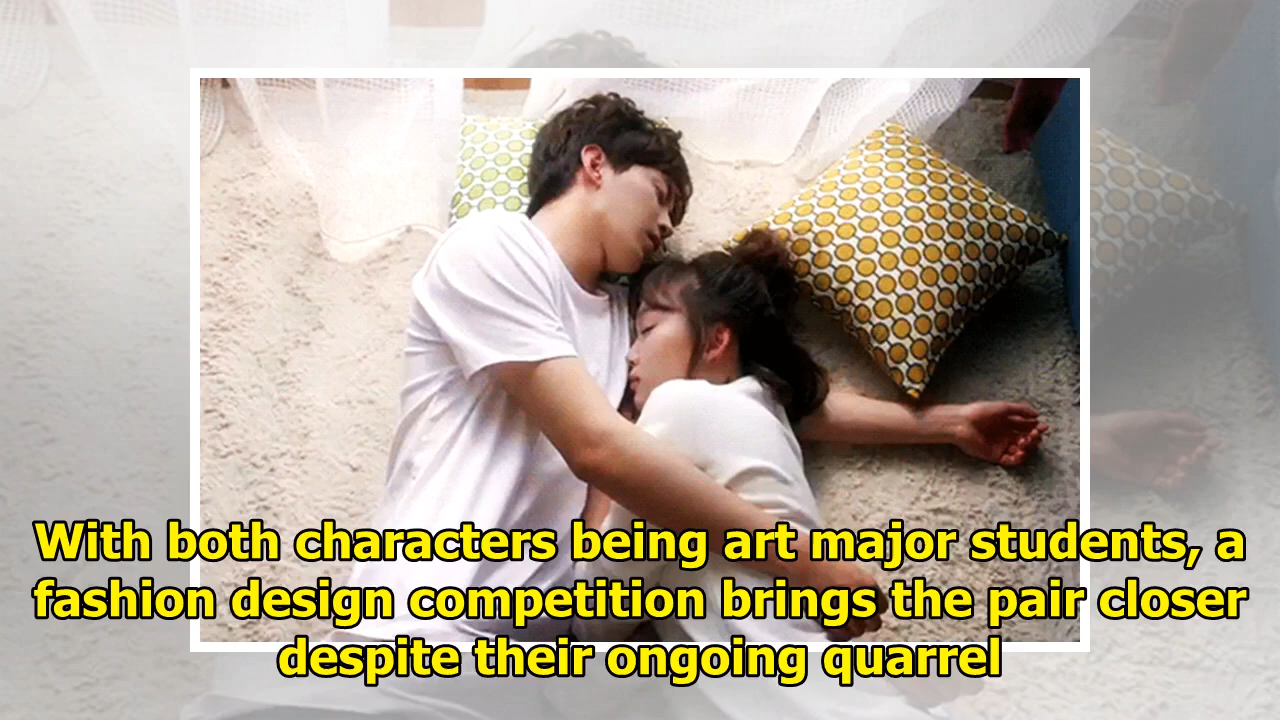 With both characters being art major students, a
fashion design competition brings the pair closer
despite their ongoing quarrel